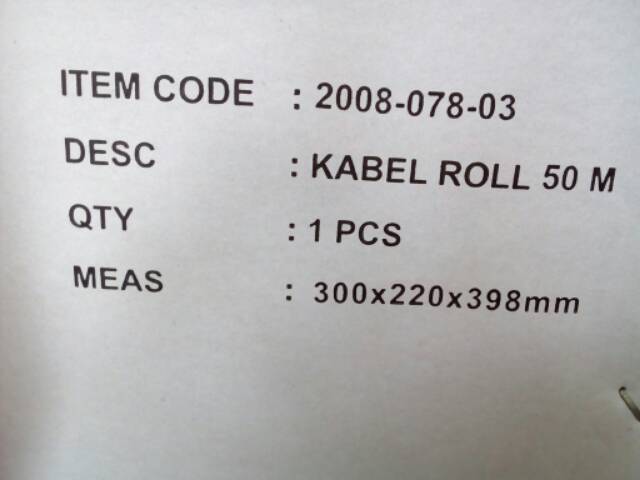 ITEM CODE : 2008-078-03
DESC : KABEL ROLL 50 M
QTY : 1 PCS
MEAS : 300x220x398mm